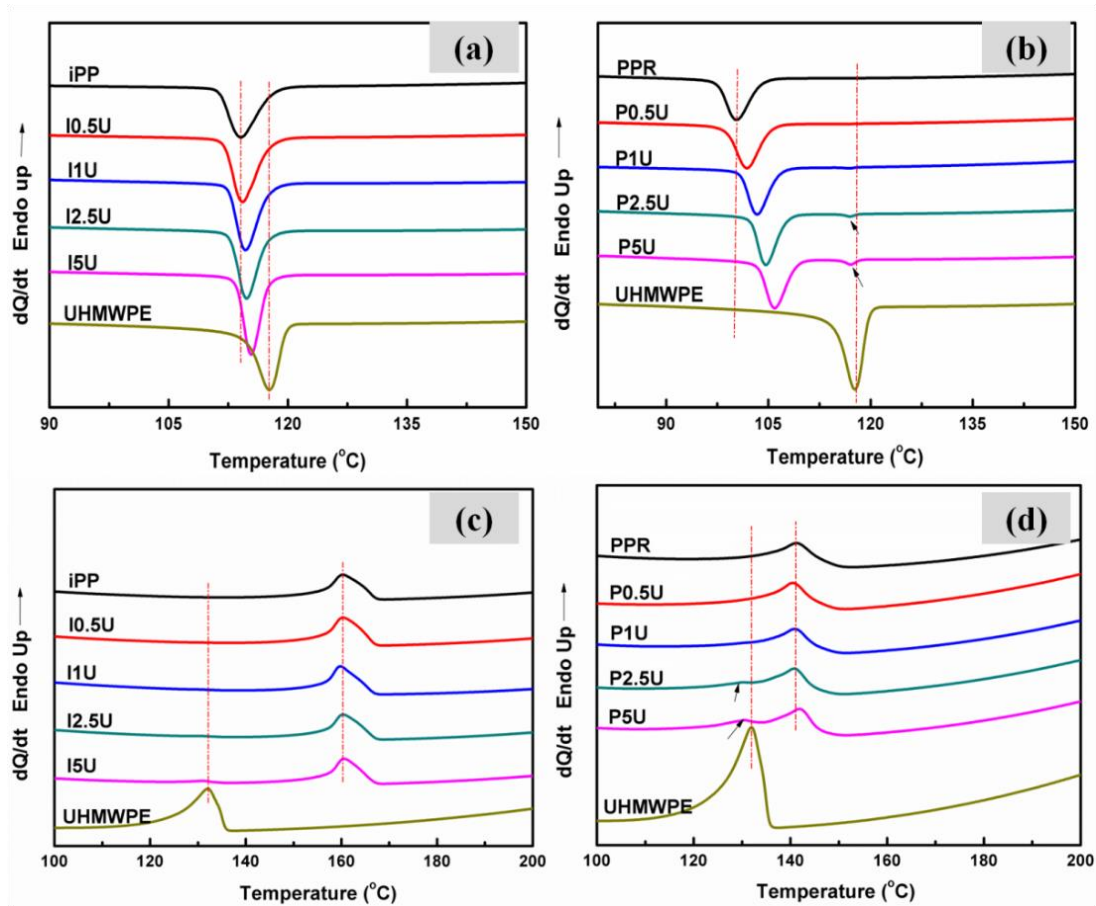 (a)
iPP
I0.5U
I1U
I2.5U
I5U
UHMWPE
dQ/dt Endo up →
90 105 120 135 150
Temperature (°C)
(b)
PPR
P0.5U
P1U
P2.5U
P5U
UHMWPE
dQ/dt Endo Up →
90 105 120 135 150
Temperature (°C)
(c)
iPP
I0.5U
I1U
I2.5U
I5U
UHMWPE
dQ/dt Endo Up →
100 120 140 160 180 200
Temperature (°C)
(d)
PPR
P0.5U
P1U
P2.5U
P5U
UHMWPE
dQ/dt Endo Up →
100 120 140 160 180 200
Temperature (°C)